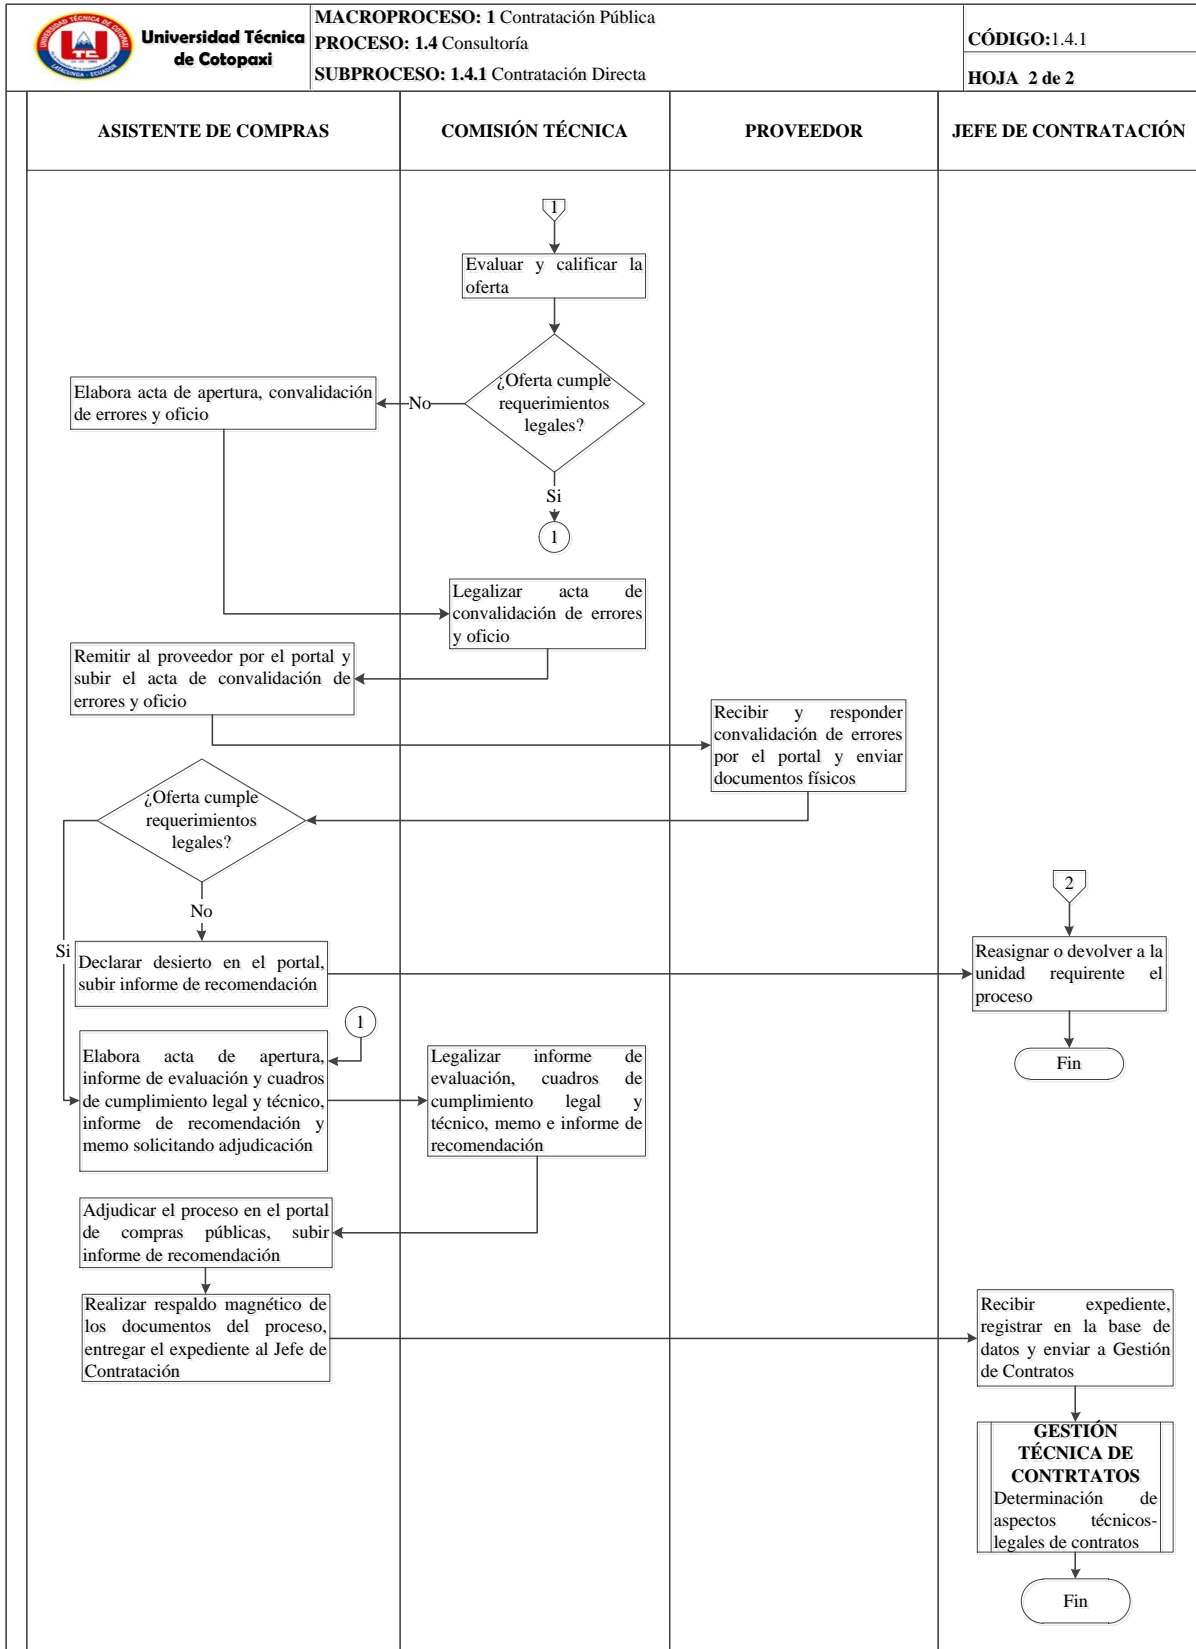 Universidad Técnica
de Cotopaxi
MACROPROCESO: 1 Contratación Pública
PROCESO: 1.4 Consultoría
SUBPROCESO: 1.4.1 Contratación Directa
CÓDIGO:1.4.1
HOJA 2 de 2
ASISTENTE DE COMPRAS
COMISIÓN TÉCNICA
PROVEEDOR
JEFE DE CONTRATACIÓN
1
Evaluar y calificar la
oferta
¿Oferta cumple
requerimientos
legales?
No
Elabora acta de apertura, convalidación
de errores y oficio
Si
1
Legalizar acta de
convalidación de errores
y oficio
Remitir al proveedor por el portal y
subir el acta de convalidación de
errores y oficio
Recibir y responder
convalidación de errores
por el portal y enviar
documentos físicos
¿Oferta cumple
requerimientos
legales?
No
Si
2
Declarar desierto en el portal,
subir informe de recomendación
Reasignar o devolver a la
unidad requirente el
proceso
Fin
1
Elabora acta de apertura,
informe de evaluación y cuadros
de cumplimiento legal y técnico,
informe de recomendación y
memo solicitando adjudicación
Legalizar informe de
evaluación, cuadros de
cumplimiento legal y
técnico, memo e informe de
recomendación
Adjudicar el proceso en el portal
de compras públicas, subir
informe de recomendación
Realizar respaldo magnético de
los documentos del proceso,
entregar el expediente al Jefe de
Contratación
Recibir expediente,
registrar en la base de
datos y enviar a Gestión
de Contratos
GESTIÓN
TÉCNICA DE
CONTRTATOS
Determinación de
aspectos técnicos-
legales de contratos
Fin